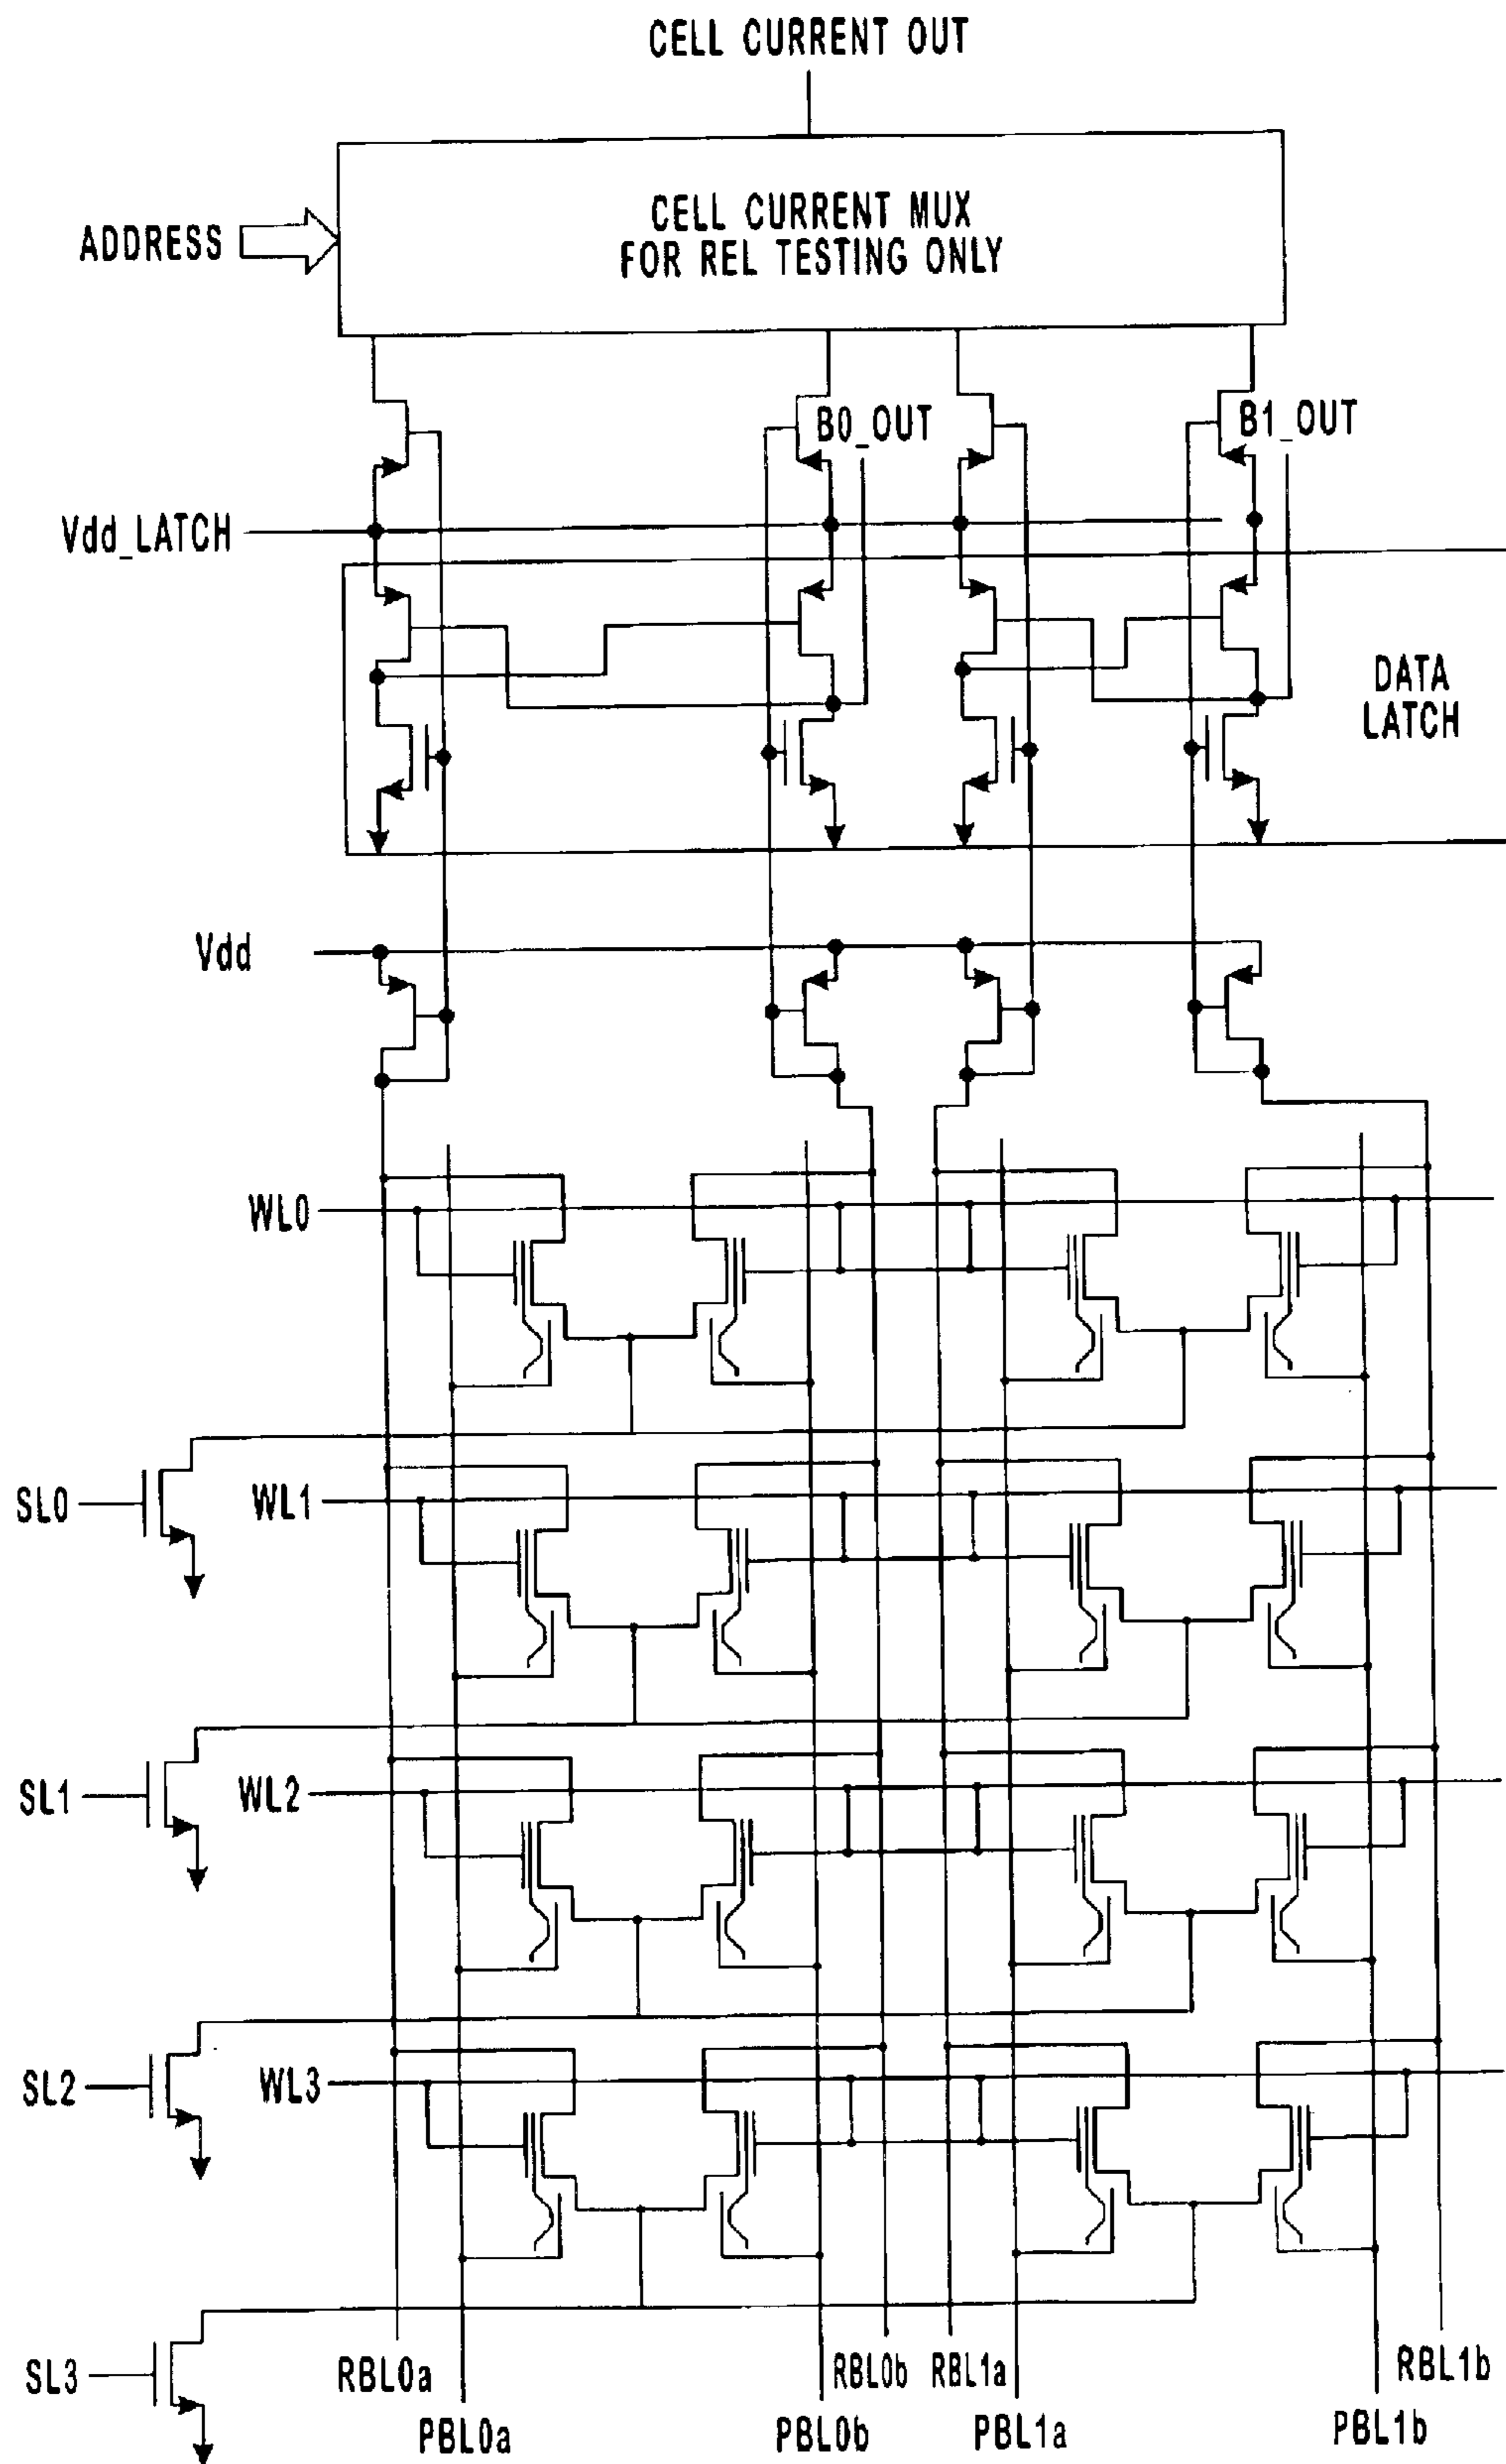 CELL CURRENT OUT
CELL CURRENT MUX
FOR REL TESTING ONLY
ADDRESS
B0_OUT
B1_OUT
Vdd_LATCH
DATA
LATCH
Vdd
WL0
SL0
WL1
SL1
WL2
SL2
WL3
SL3
RBL0a
RBL0b
RBL1a
RBL1b
PBL0a
PBL0b
PBL1a
PBL1b